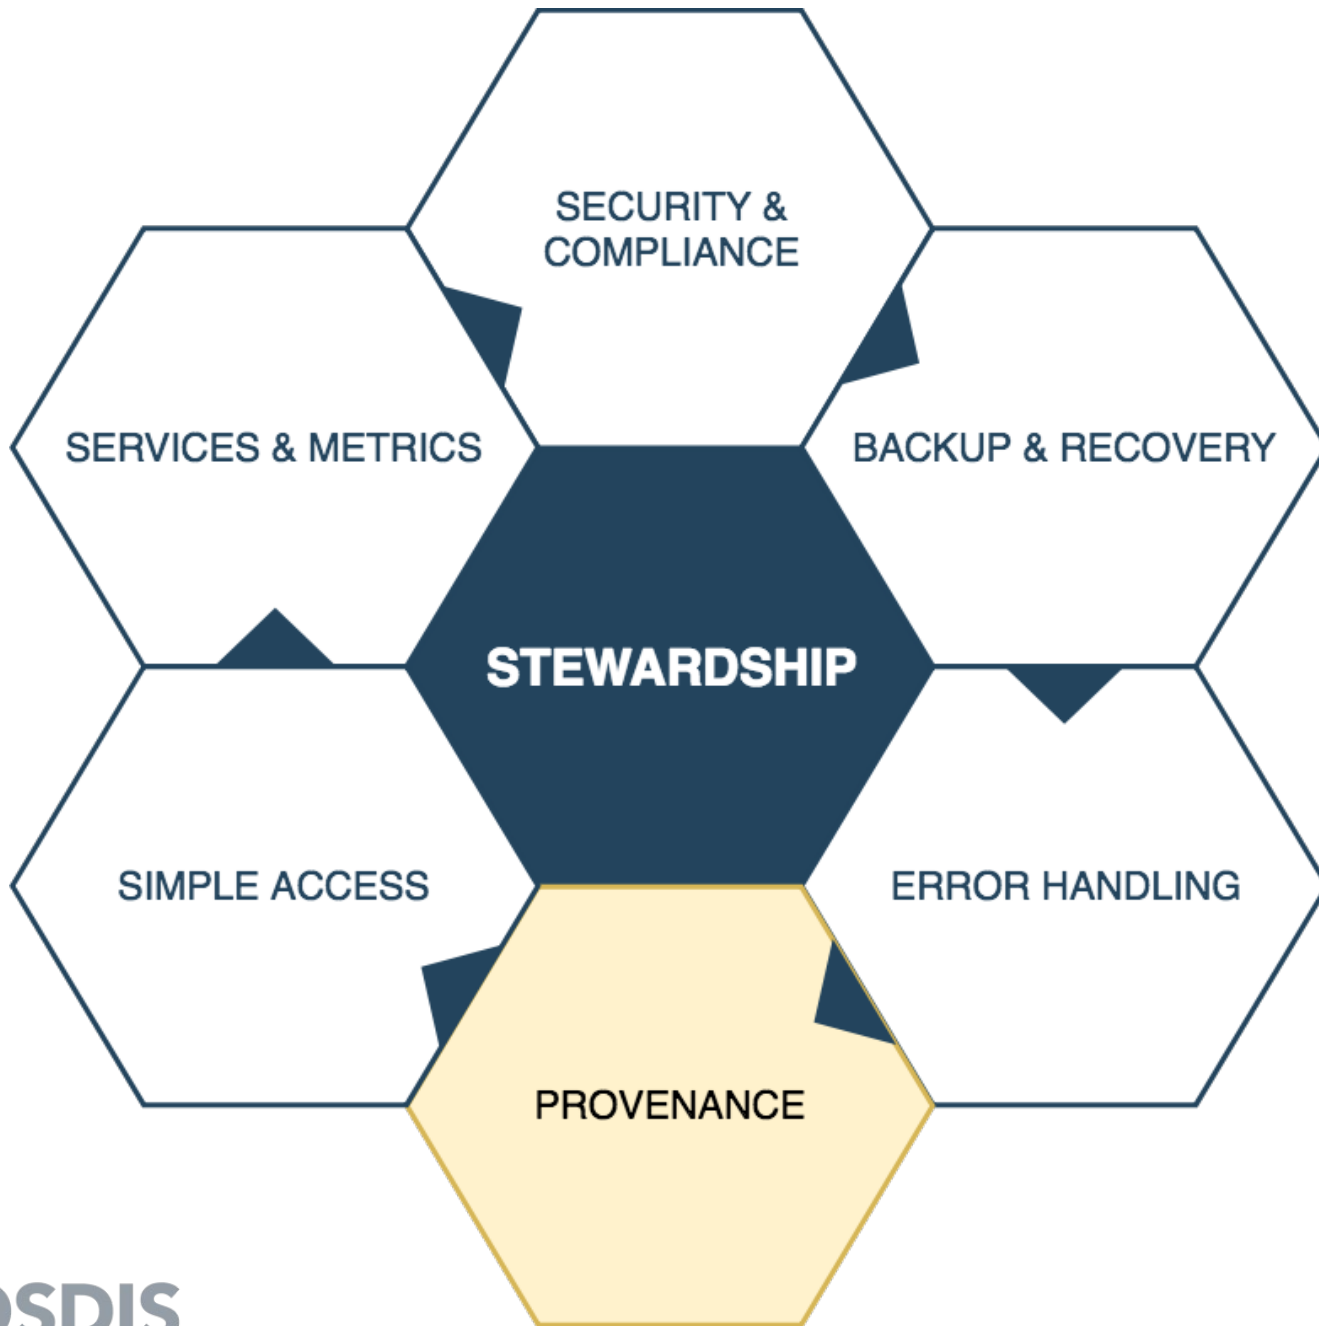 SECURITY &
COMPLIANCE
SERVICES & METRICS
BACKUP & RECOVERY
STEWARDSHIP
SIMPLE ACCESS
ERROR HANDLING
PROVENANCE